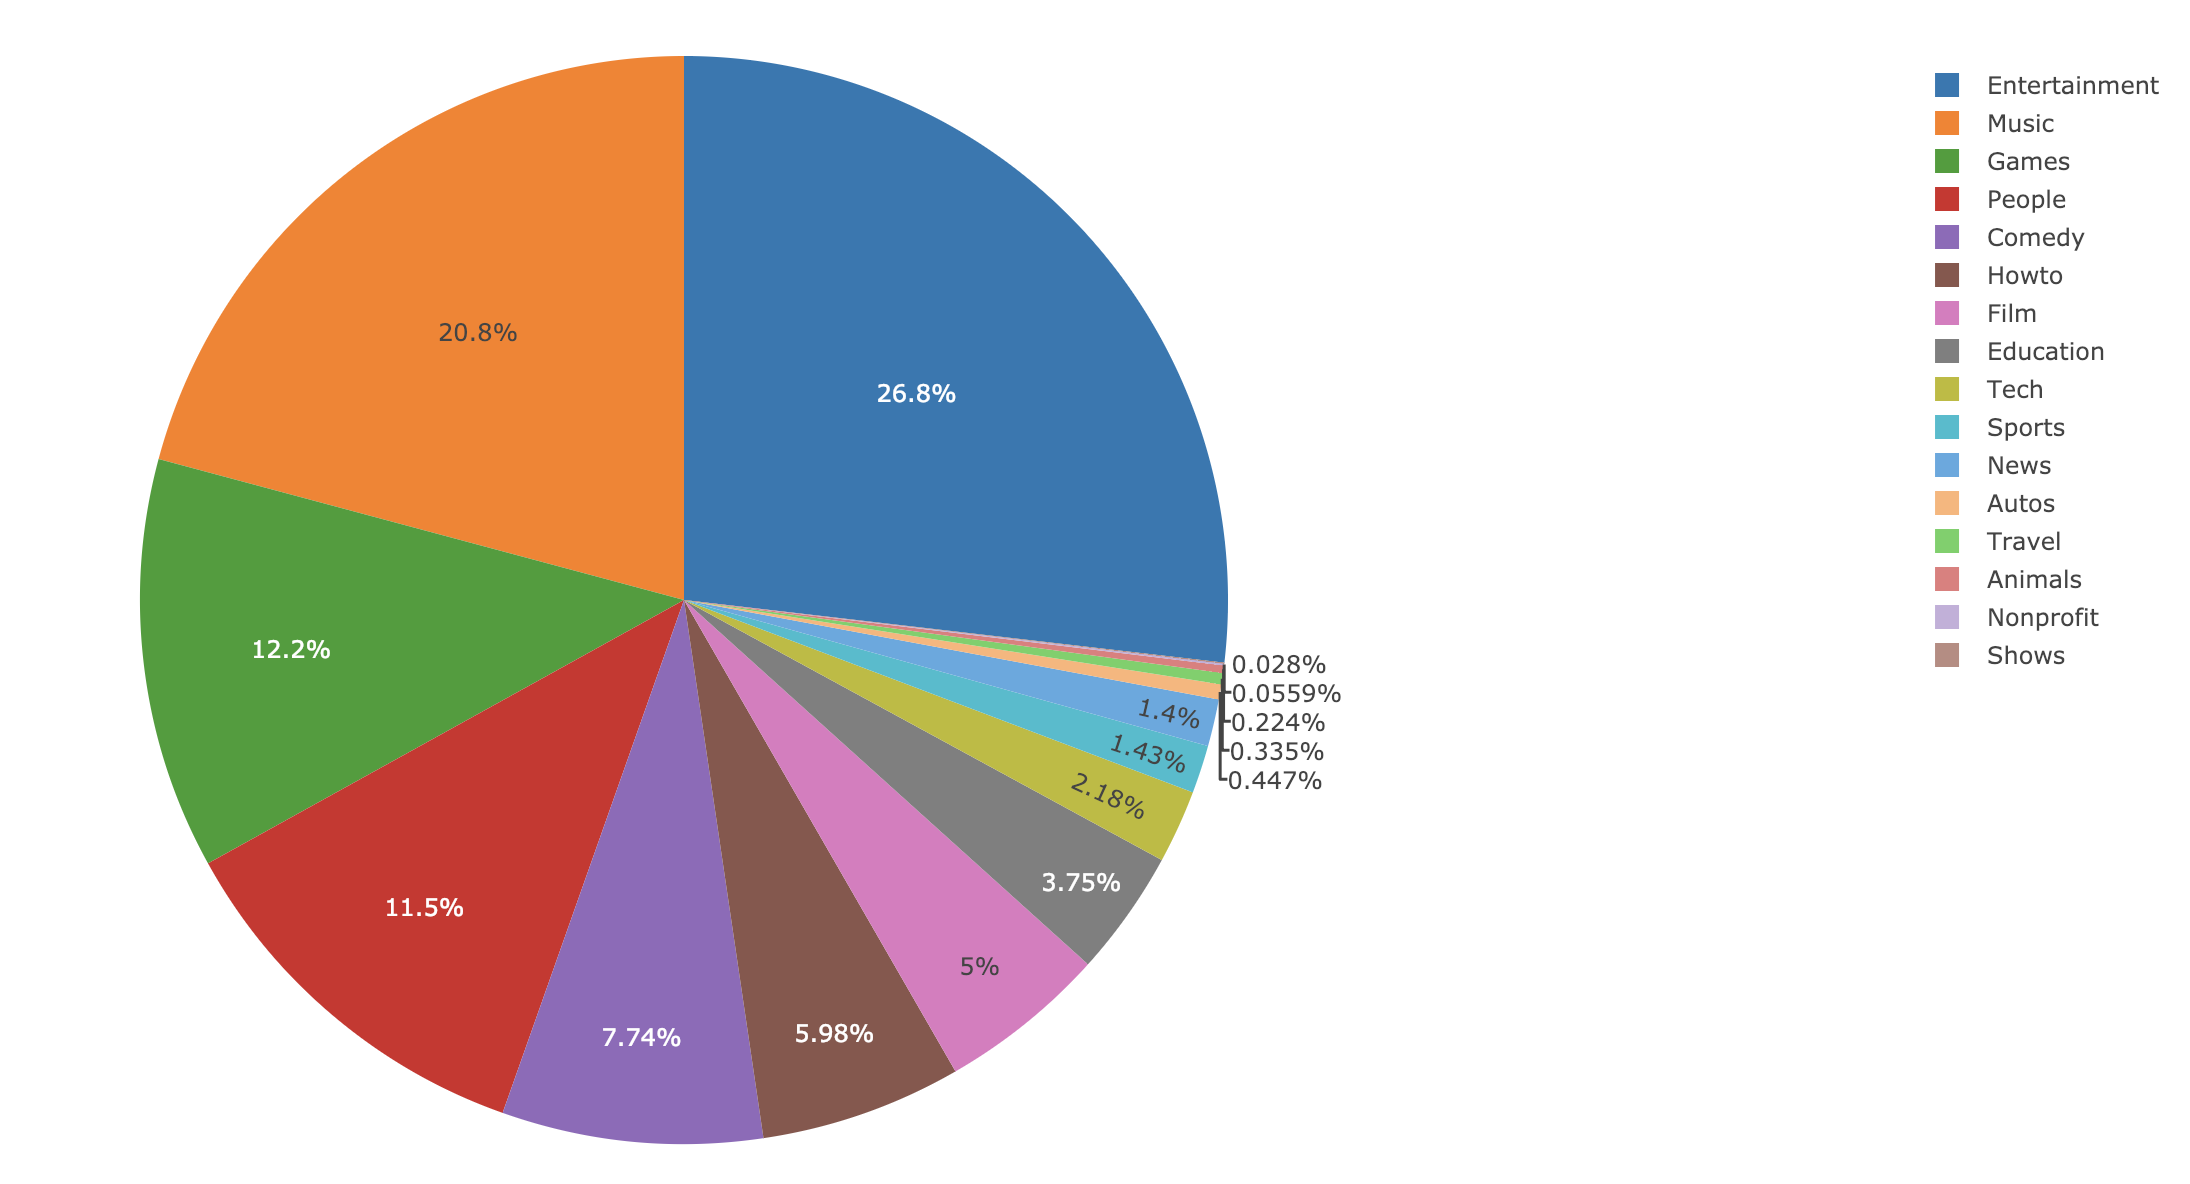 20.8%
26.8%
12.2%
11.5%
7.74%
5.98%
5%
3.75%
2.18%
1.43%
1.4%
0.028%
0.0559%
0.224%
0.335%
0.447%
Entertainment
Music
Games
People
Comedy
Howto
Film
Education
Tech
Sports
News
Autos
Travel
Animals
Nonprofit
Shows